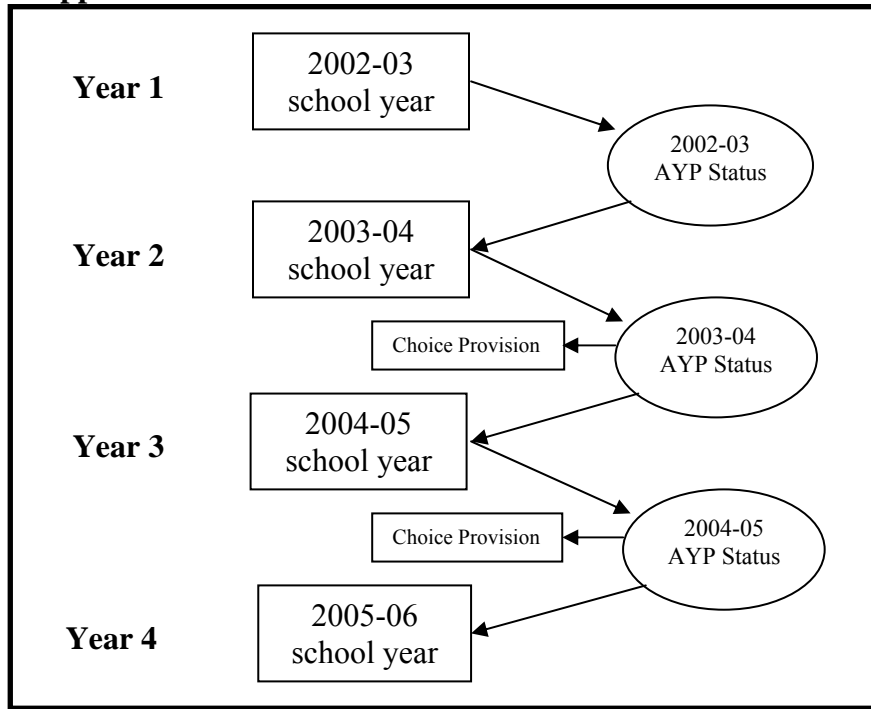 Year 1
2002-03
school year
2002-03
AYP Status
Year 2
2003-04
school year
2003-04
AYP Status
Choice Provision
Year 3
2004-05
school year
2004-05
AYP Status
Choice Provision
Year 4
2005-06
school year